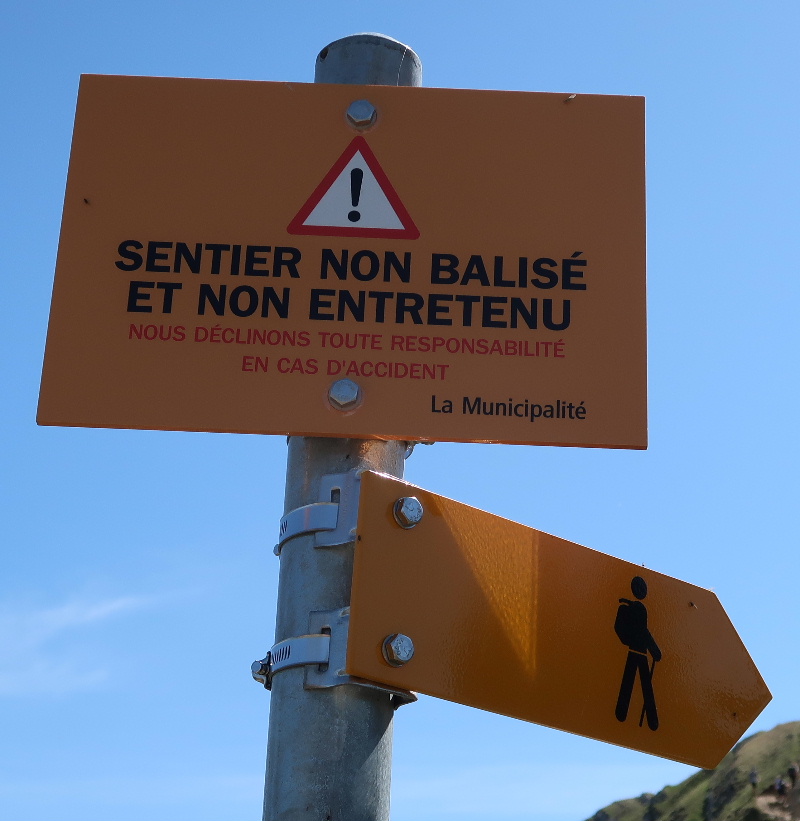 SENTIER NON BALISÉ
ET NON ENTRETENU
NOUS DÉCLINONS TOUTE RESPONSABILITÉ
EN CAS D'ACCIDENT
La Municipalité